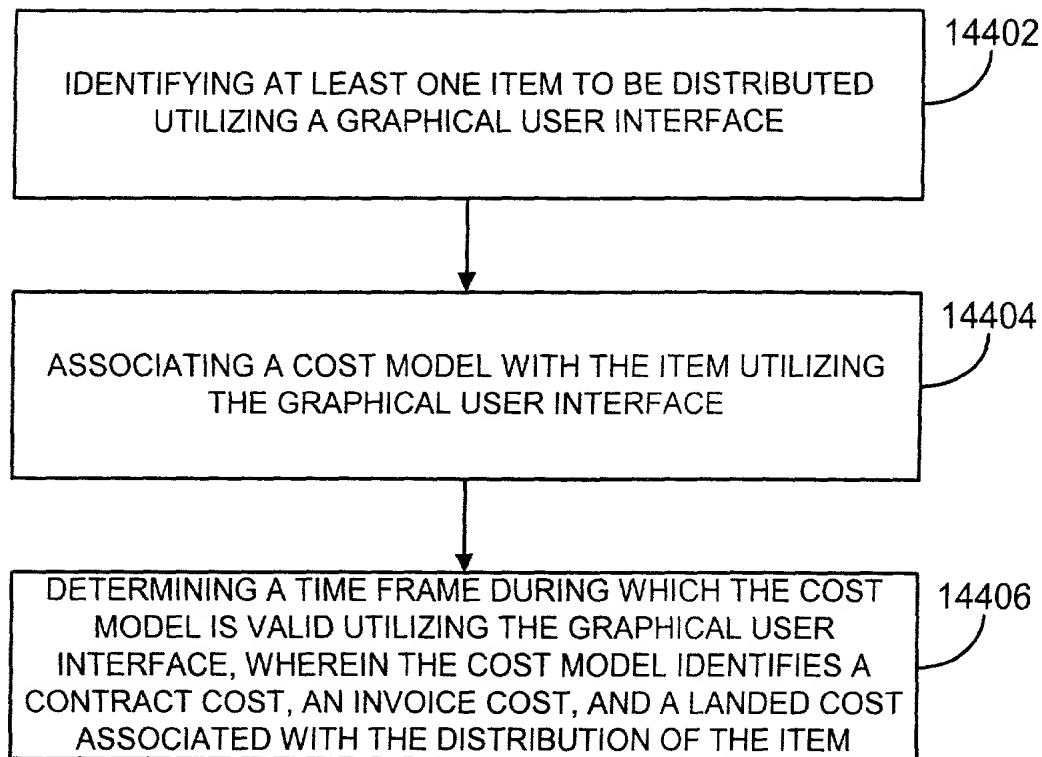 14402
IDENTIFYING AT LEAST ONE ITEM TO BE DISTRIBUTED
UTILIZING A GRAPHICAL USER INTERFACE
14404
ASSOCIATING A COST MODEL WITH THE ITEM UTILIZING
THE GRAPHICAL USER INTERFACE
14406
DETERMINING A TIME FRAME DURING WHICH THE COST
MODEL IS VALID UTILIZING THE GRAPHICAL USER
INTERFACE, WHEREIN THE COST MODEL IDENTIFIES A
CONTRACT COST, AN INVOICE COST, AND A LANDED COST
ASSOCIATED WITH THE DISTRIBUTION OF THE ITEM